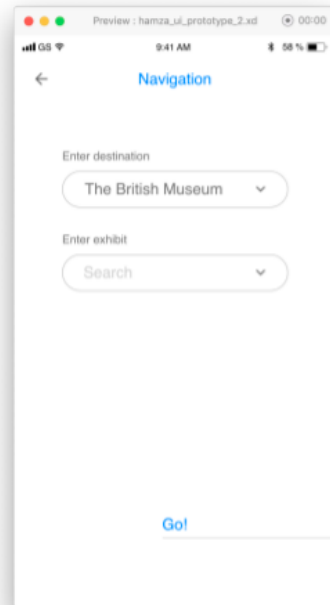 Preview : hamza_ui_prototype_2.xd 00:00
GS 9:41 AM 58 %
Navigation
Enter destination
The British Museum
Enter exhibit
Search
Go!